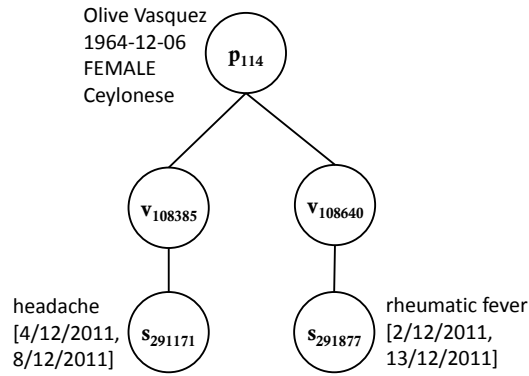 Olive Vasquez
1964-12-06
FEMALE
Ceylonese
p114
v108385
v108640
headache
[4/12/2011,
8/12/2011]
s291171
s291877
rheumatic fever
[2/12/2011,
13/12/2011]